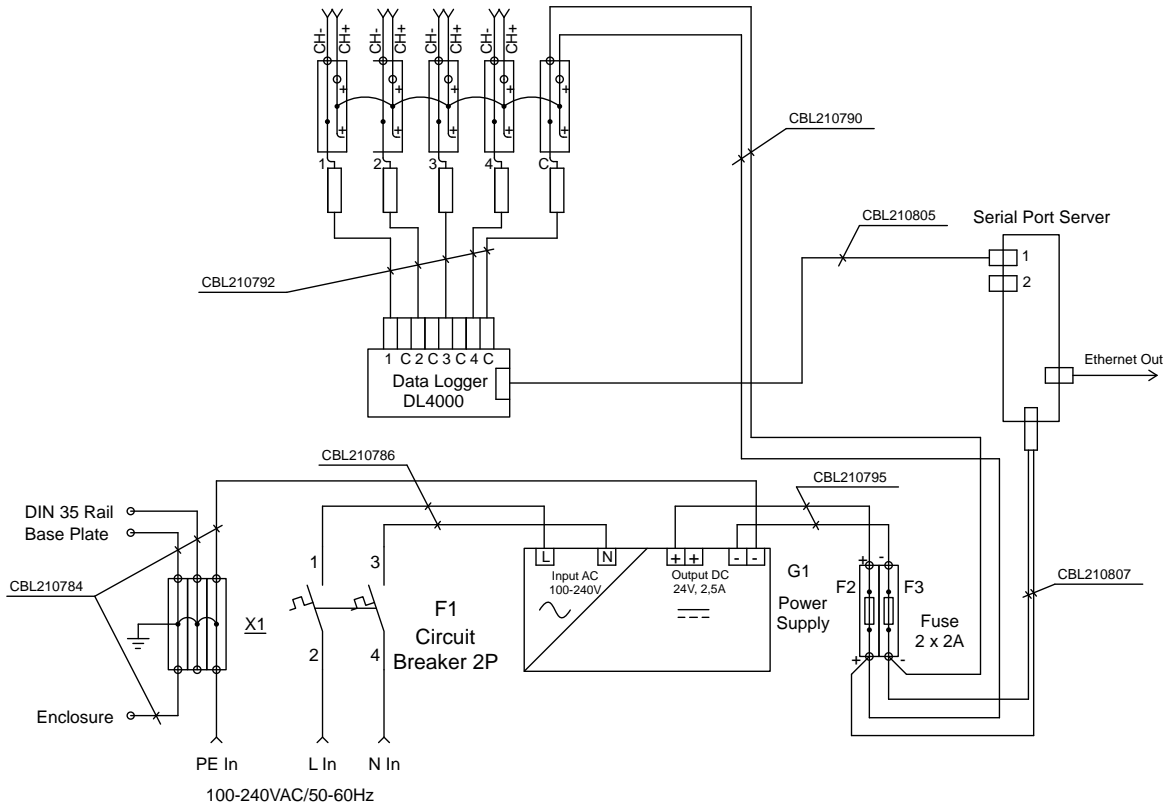 CH- CH+ CH- CH+ CH- CH+ CH- CH+
+ + + + +
+ + + + +
1 2 3 4 C
CBL210790
CBL210805
Serial Port Server
1
2
CBL210792
1 C 2 C 3 C 4 C
Data Logger
DL4000
Ethernet Out
CBL210786
CBL210795
DIN 35 Rail
Base Plate
CBL210784
X1
Enclosure
PE In
1 3
2 4
F1
Circuit
Breaker 2P
L In N In
100-240VAC/50-60Hz
L N + + - -
Input AC
100-240V
Output DC
24V, 2,5A
G1
Power
Supply
+ -
F2 F3
Fuse
2 x 2A
+ -
CBL210807